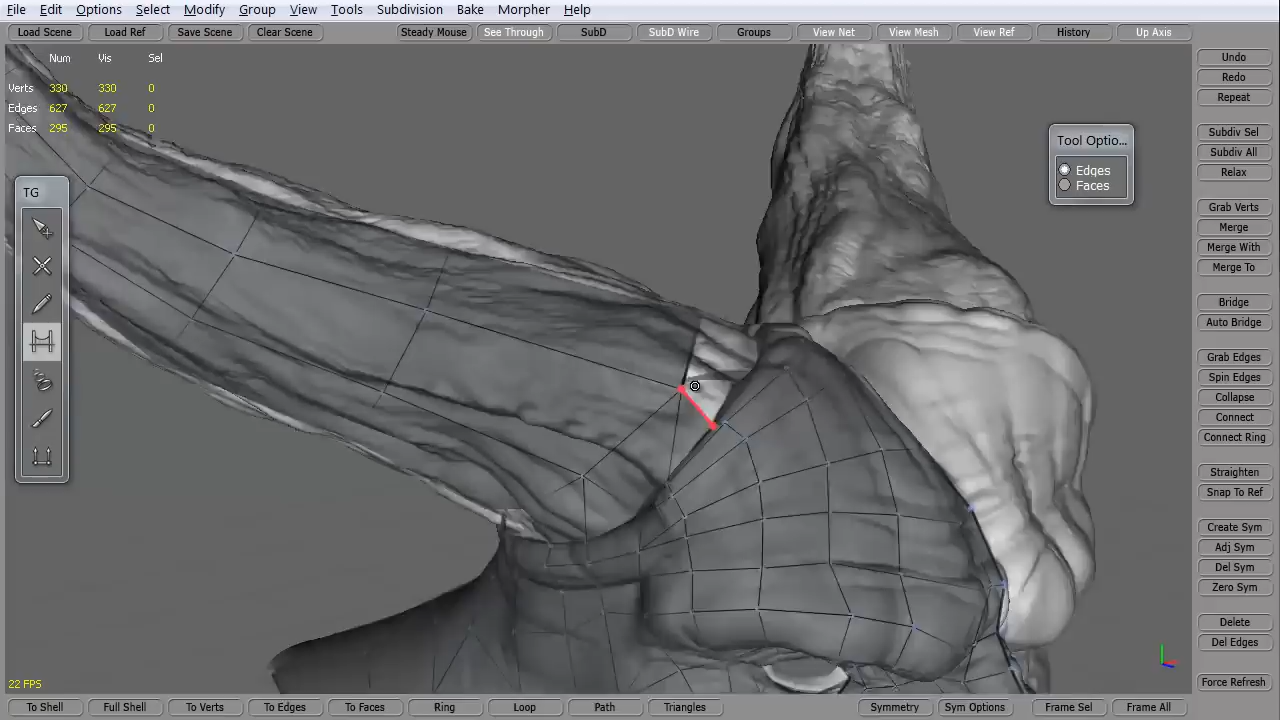 File Edit Options Select Modify Group View Tools Subdivision Bake Morpher Help
Load Scene Load Ref Save Scene Clear Scene Steady Mouse See Through SubD SubD Wire Groups View Net View Mesh View Ref History Up Axis
Num Vis Sel
Verts 330 330 0
Edges 627 627 0
Faces 295 295 0
TG
Tool Optio...
Edges
Faces
Undo
Redo
Repeat
Subdiv Sel
Subdiv All
Relax
Grab Verts
Merge
Merge With
Merge To
Bridge
Auto Bridge
Grab Edges
Spin Edges
Collapse
Connect
Connect Ring
Straighten
Snap To Ref
Create Sym
Adj Sym
Del Sym
Zero Sym
Delete
Del Edges
Force Refresh
22 FPS
To Shell Full Shell To Verts To Edges To Faces Ring Loop Path Triangles Symmetry Sym Options Frame Sel Frame All